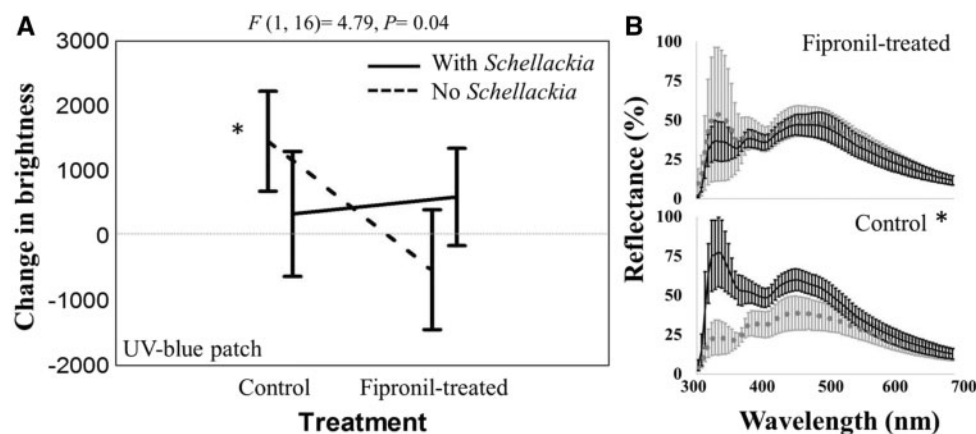 A
F (1, 16)= 4.79, P= 0.04
3000
2000
1000
0
-1000
-2000
Change in brightness
With Schellackia
No Schellackia
*
UV-blue patch
Control
Fipronil-treated
Treatment
B
100
75
50
25
0
Fipronil-treated
Reflectance (%)
100
75
50
25
0
Control *
300
400
500
600
700
Wavelength (nm)